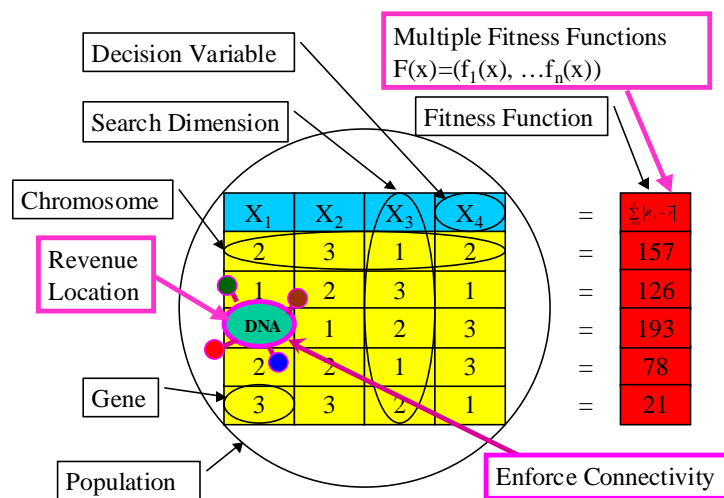 Multiple Fitness Functions
F(x)=(f₁(x), …fₙ(x))
Decision Variable
Search Dimension
Fitness Function
Chromosome
Revenue
Location
Gene
Population
Enforce Connectivity
X₁ X₂ X₃ X₄ =
2 3 1 2 = 157
1 2 3 1 = 126
DNA 1 2 3 = 193
2 2 1 3 = 78
3 3 2 1 = 21